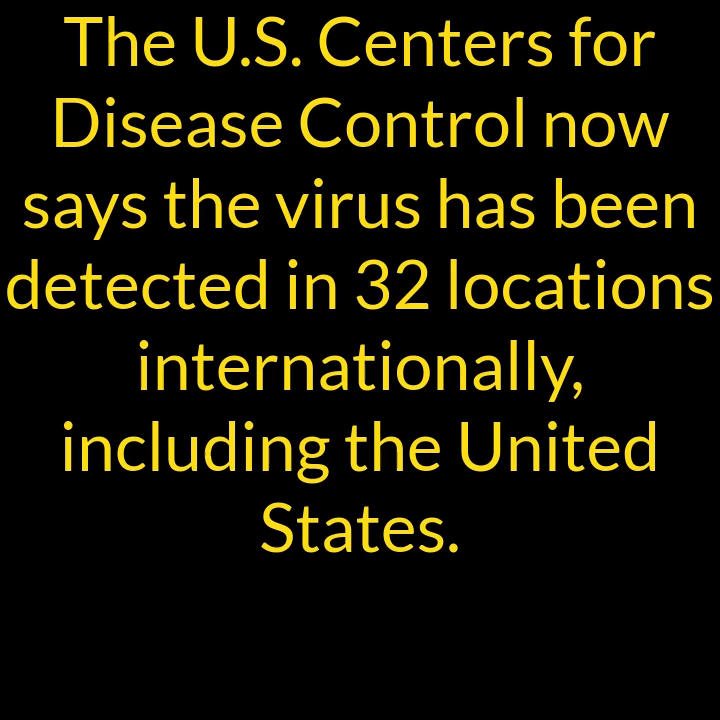 The U.S. Centers for
Disease Control now
says the virus has been
detected in 32 locations
internationally,
including the United
States.